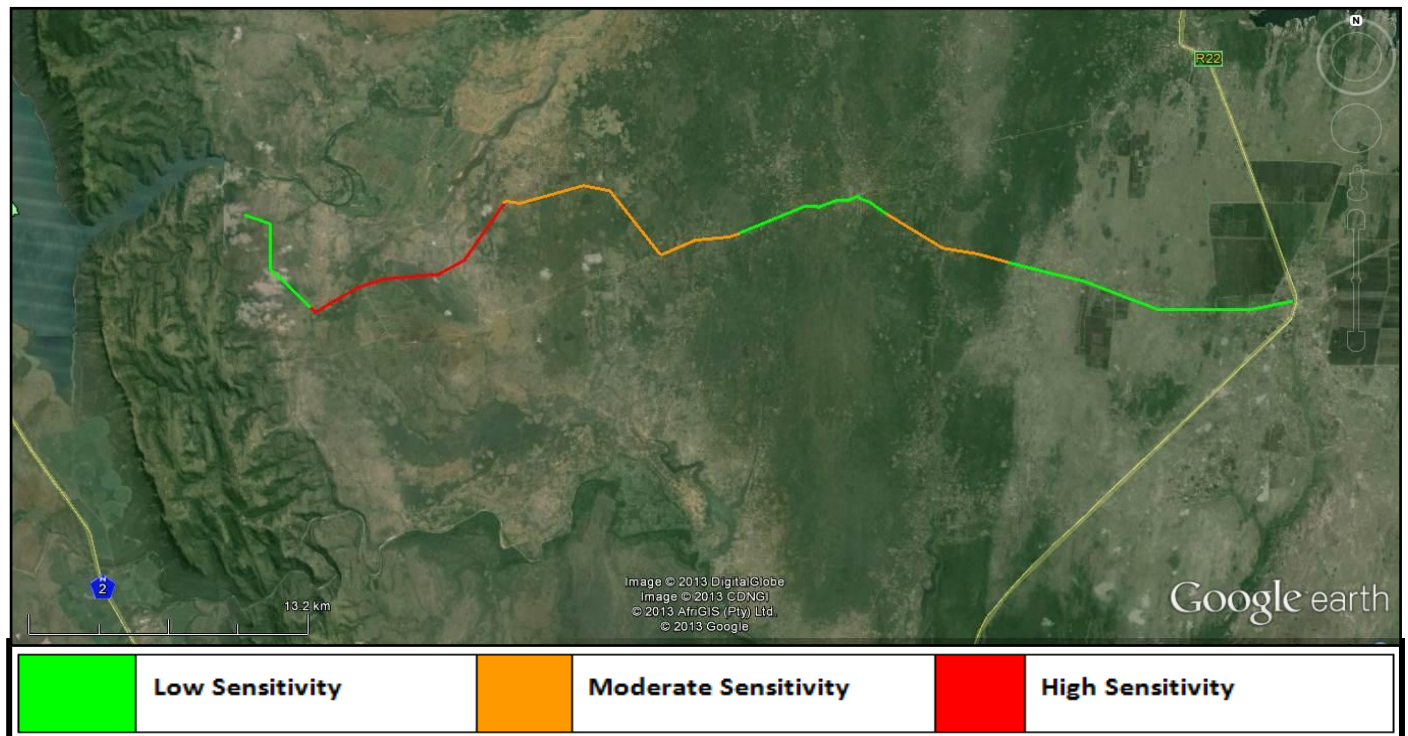 N
R22
N
2
13.2 km
Image © 2013 DigitalGlobe
Image © 2013 CDNGI
© 2013 AfriGIS (Pty) Ltd.
© 2013 Google
Google earth
Low Sensitivity
Moderate Sensitivity
High Sensitivity